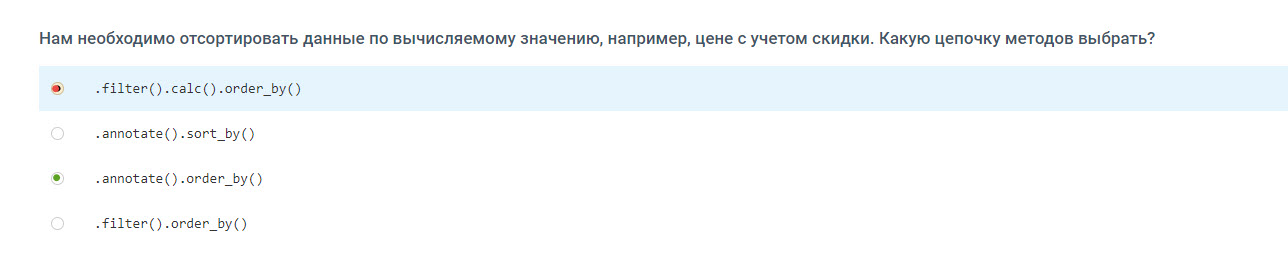 Нам необходимо отсортировать данные по вычисляемому значению, например, цене с учетом скидки. Какую цепочку методов выбрать?
.filter().calc().order_by()
.annotate().sort_by()
.annotate().order_by()
.filter().order_by()